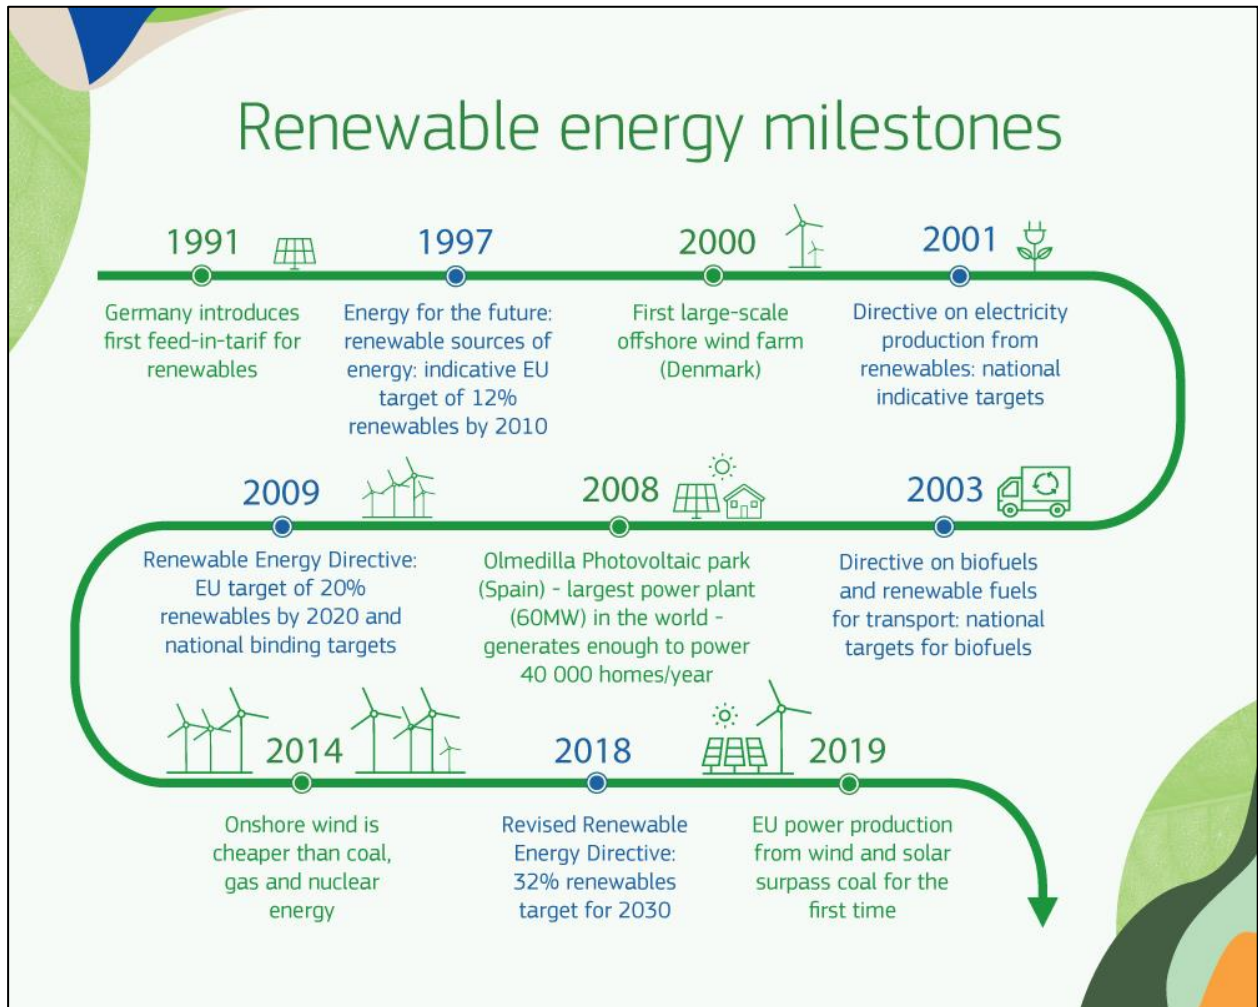 Renewable energy milestones
1991
Germany introduces
first feed-in-tarif for
renewables
1997
Energy for the future:
renewable sources of
energy: indicative EU
target of 12%
renewables by 2010
2000
First large-scale
offshore wind farm
(Denmark)
2001
Directive on electricity
production from
renewables: national
indicative targets
2003
Directive on biofuels
and renewable fuels
for transport: national
targets for biofuels
2008
Olmedilla Photovoltaic park
(Spain) - largest power plant
(60MW) in the world -
generates enough to power
40 000 homes/year
2009
Renewable Energy Directive:
EU target of 20%
renewables by 2020 and
national binding targets
2014
Onshore wind is
cheaper than coal,
gas and nuclear
energy
2018
Revised Renewable
Energy Directive:
32% renewables
target for 2030
2019
EU power production
from wind and solar
surpass coal for the
first time